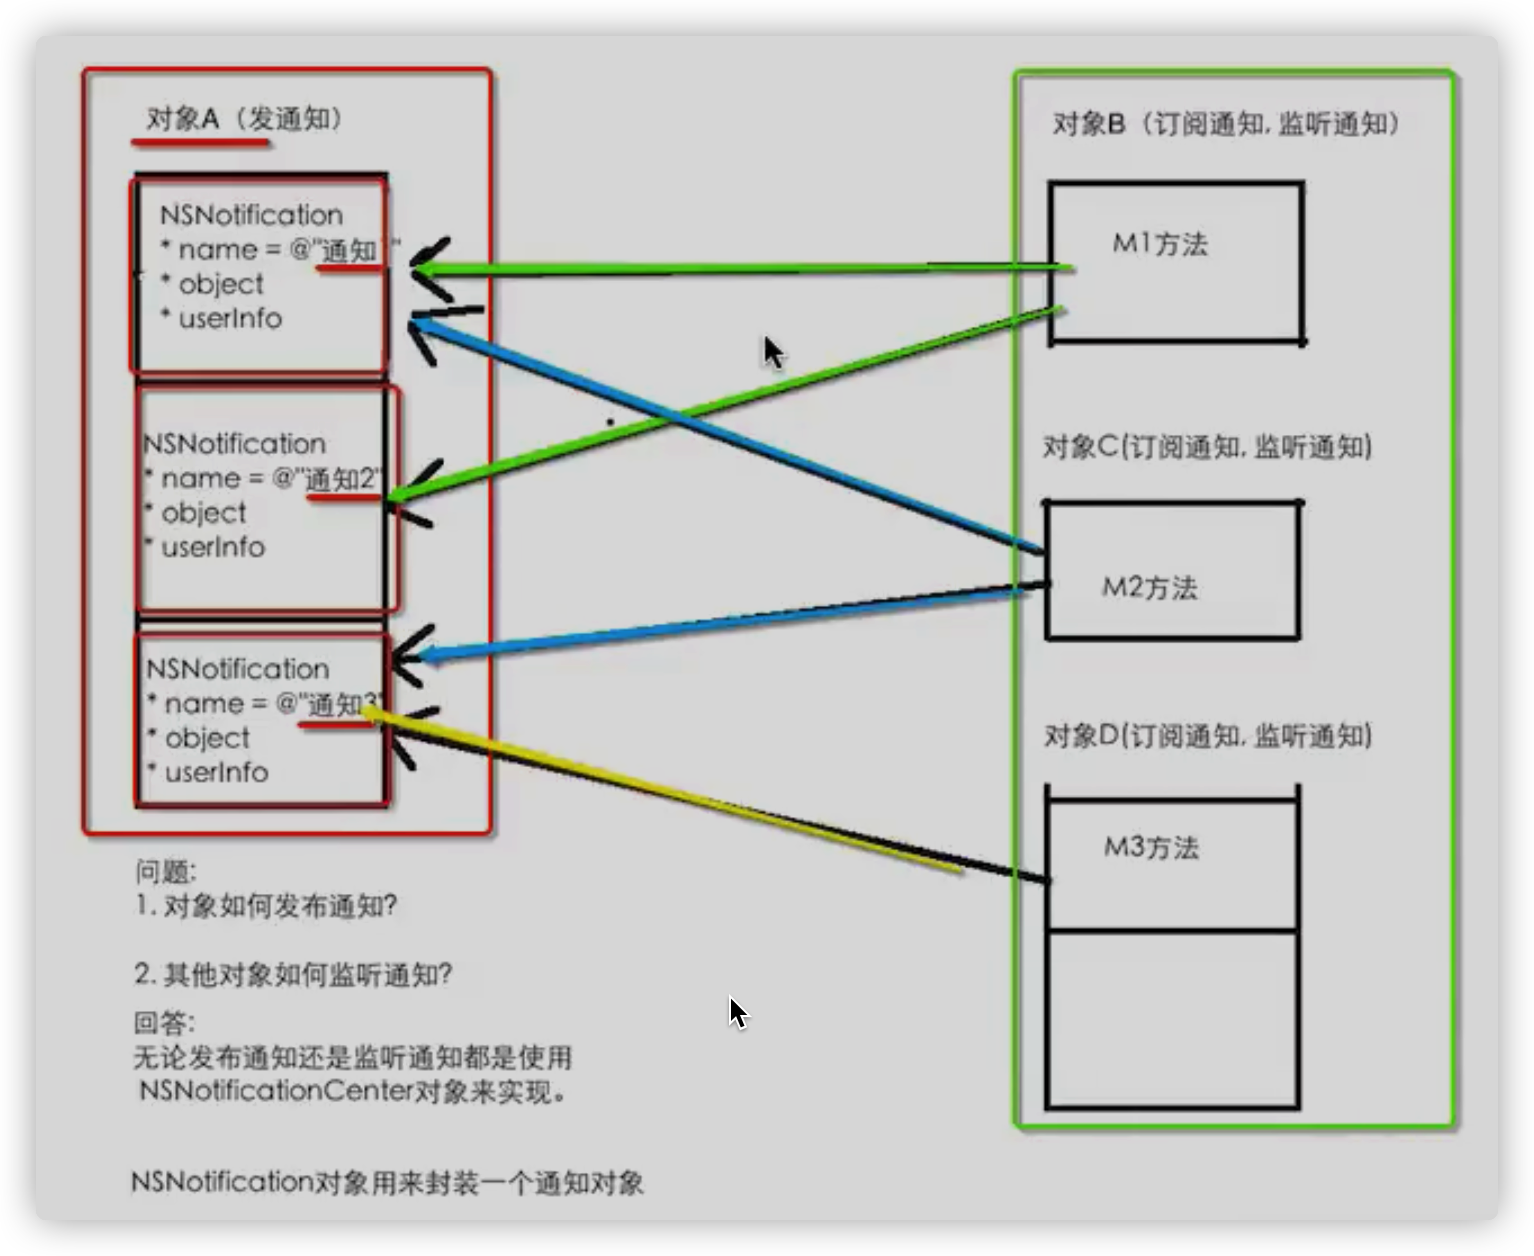 对象A（发通知）
NSNotification
* name = @"通知1"
* object
* userInfo
NSNotification
* name = @"通知2"
* object
* userInfo
NSNotification
* name = @"通知3"
* object
* userInfo
问题:
1. 对象如何发布通知?
2. 其他对象如何监听通知?
回答:
无论发布通知还是监听通知都是使用
NSNotificationCenter对象来实现。
NSNotification对象用来封装一个通知对象
对象B（订阅通知, 监听通知）
M1方法
对象C(订阅通知, 监听通知)
M2方法
对象D(订阅通知, 监听通知)
M3方法